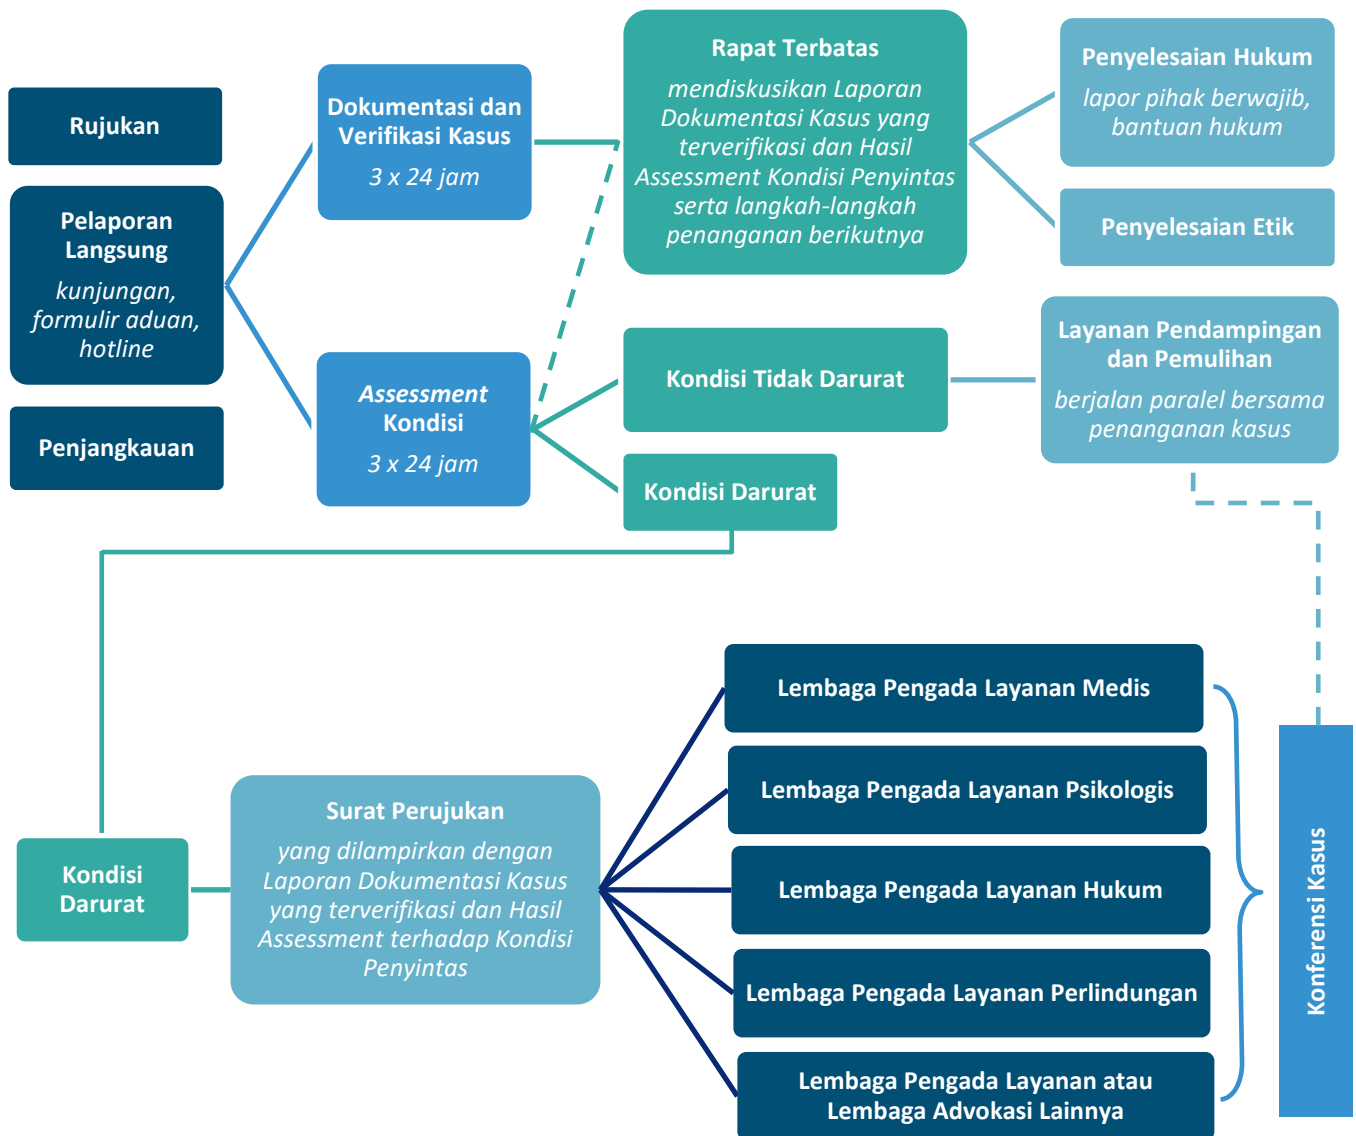 Rujukan
Pelaporan
Langsung
kunjungan,
formulir aduan,
hotline
Penjangkauan
Dokumentasi dan
Verifikasi Kasus
3 x 24 jam
Assessment
Kondisi
3 x 24 jam
Rapat Terbatas
mendiskusikan Laporan
Dokumentasi Kasus yang
terverifikasi dan Hasil
Assessment Kondisi Penyintas
serta langkah-langkah
penanganan berikutnya
Kondisi Tidak Darurat
Kondisi Darurat
Penyelesaian Hukum
lapor pihak berwajib,
bantuan hukum
Penyelesaian Etik
Layanan Pendampingan
dan Pemulihan
berjalan paralel bersama
penanganan kasus
Kondisi
Darurat
Surat Perujukan
yang dilampirkan dengan
Laporan Dokumentasi Kasus
yang terverifikasi dan Hasil
Assessment terhadap Kondisi
Penyintas
Lembaga Pengada Layanan Medis
Lembaga Pengada Layanan Psikologis
Lembaga Pengada Layanan Hukum
Lembaga Pengada Layanan Perlindungan
Lembaga Pengada Layanan atau
Lembaga Advokasi Lainnya
Konferensi Kasus